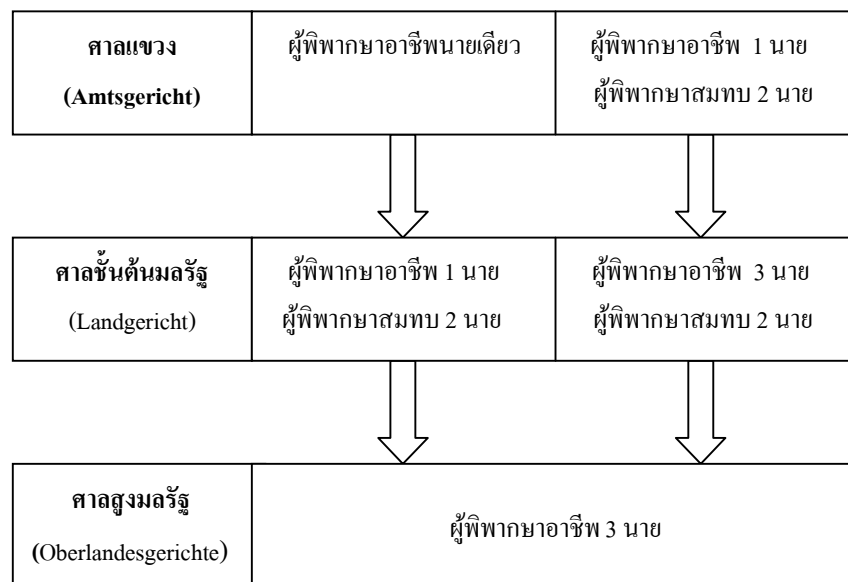 ศาลแขวง
(Amtsgericht)
ผู้พิพากษาอาชีพนายเดียว
ผู้พิพากษาอาชีพ 1 นาย
ผู้พิพากษาสมทบ 2 นาย
ศาลชั้นต้นมลรัฐ
(Landgericht)
ผู้พิพากษาอาชีพ 1 นาย
ผู้พิพากษาสมทบ 2 นาย
ผู้พิพากษาอาชีพ 3 นาย
ผู้พิพากษาสมทบ 2 นาย
ศาลสูงมลรัฐ
(Oberlandesgerichte)
ผู้พิพากษาอาชีพ 3 นาย